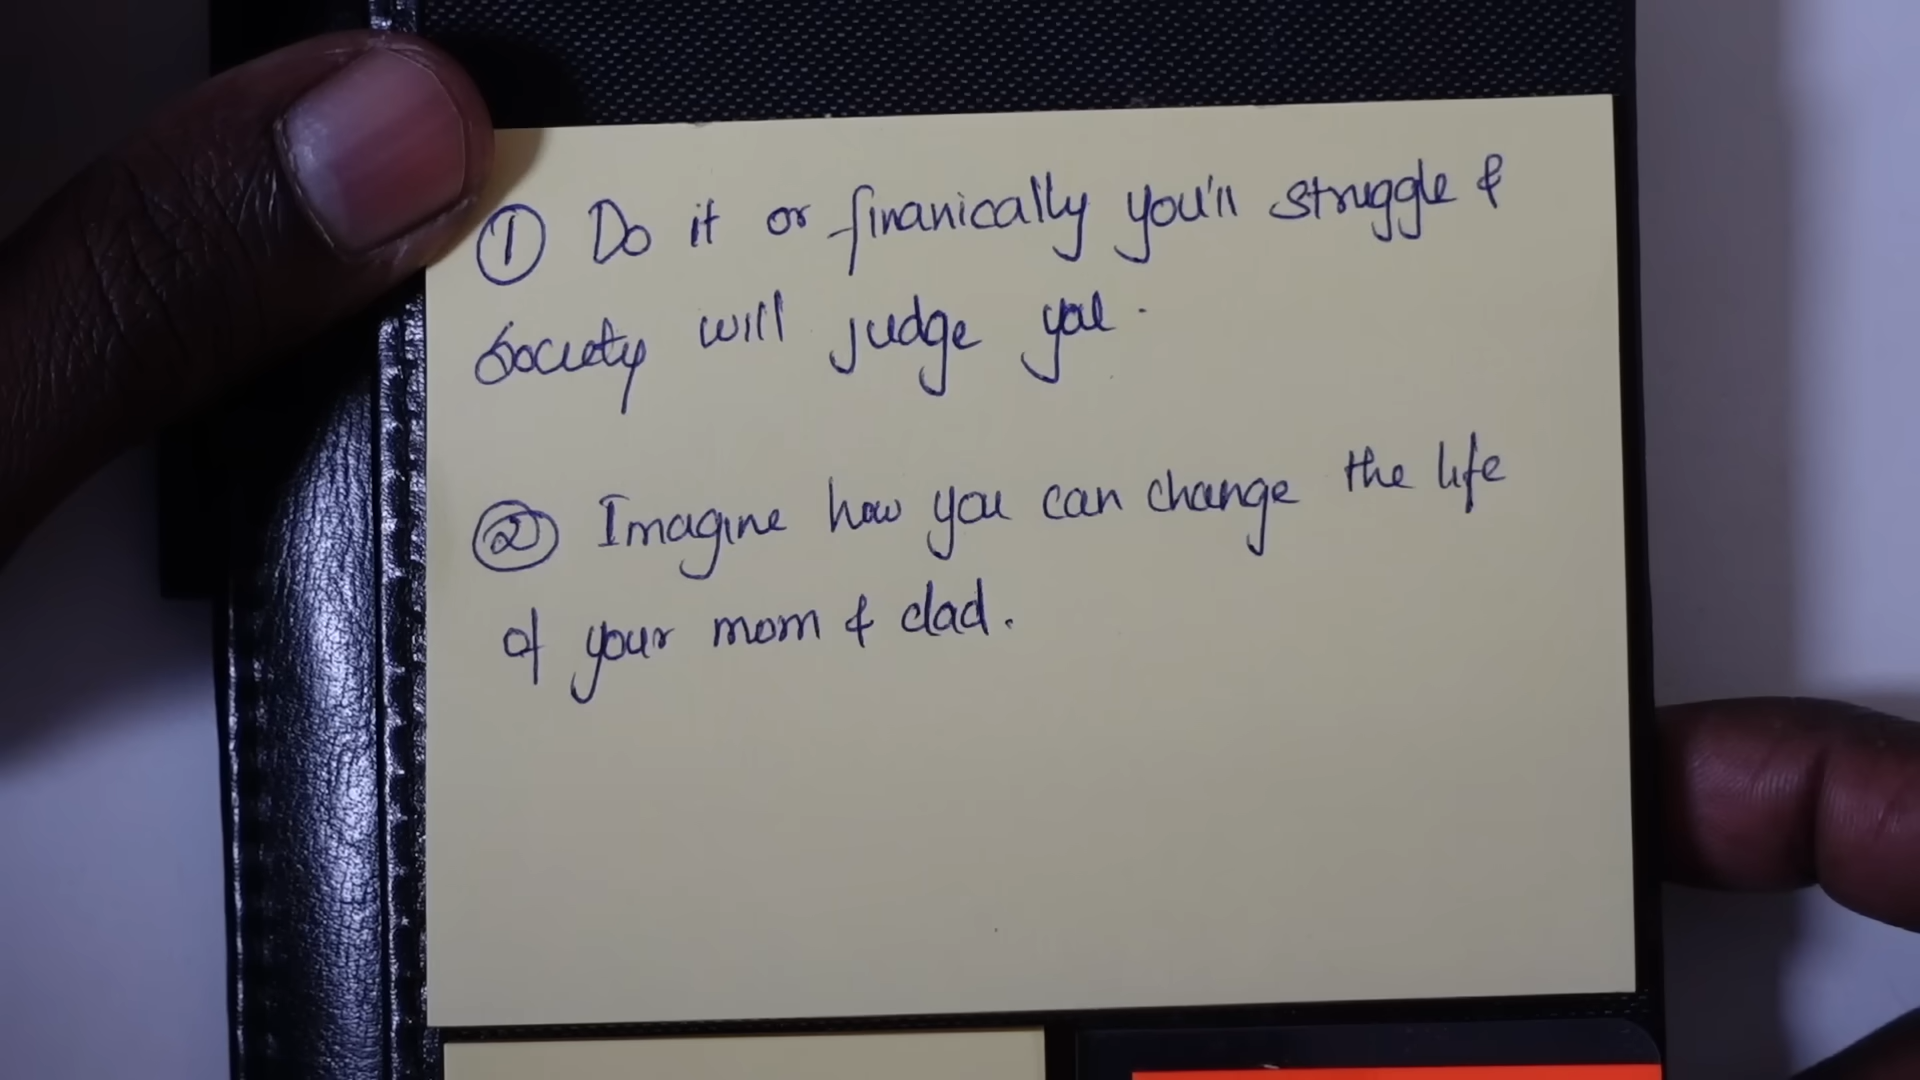 ① Do it or finanically you'll struggle &
society will judge you.
② Imagine how you can change the life
of your mom & dad.